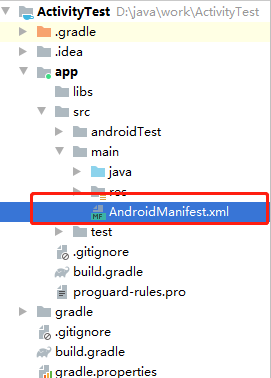 ActivityTest D:\java\work\ActivityTest
.gradle
.idea
app
libs
src
androidTest
main
java
res
AndroidManifest.xml
test
.gitignore
build.gradle
proguard-rules.pro
gradle
.gitignore
build.gradle
gradle.properties